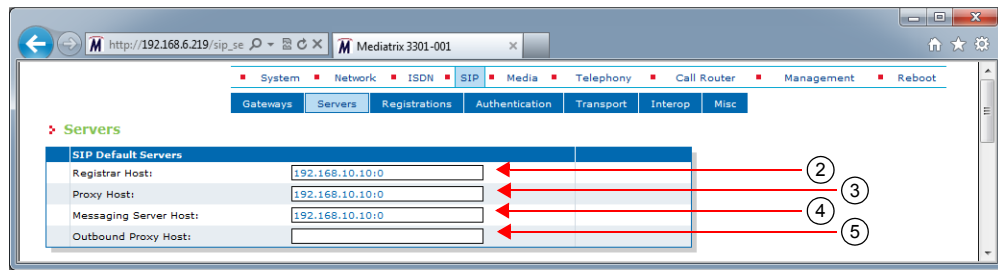 http://192.168.6.219/sip_se Mediatrix 3301-001
System Network ISDN SIP Media Telephony Call Router Management Reboot
Gateways Servers Registrations Authentication Transport Interop Misc
Servers
SIP Default Servers
Registrar Host: 192.168.10.10:0 2
Proxy Host: 192.168.10.10:0 3
Messaging Server Host: 192.168.10.10:0 4
Outbound Proxy Host: 5